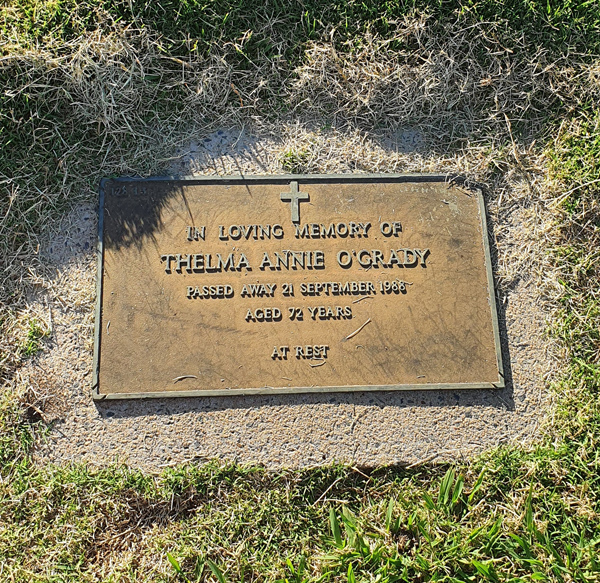 IN LOVING MEMORY OF
THELMA ANNIE O'GRADY
PASSED AWAY 21 SEPTEMBER 1988
AGED 72 YEARS
AT REST